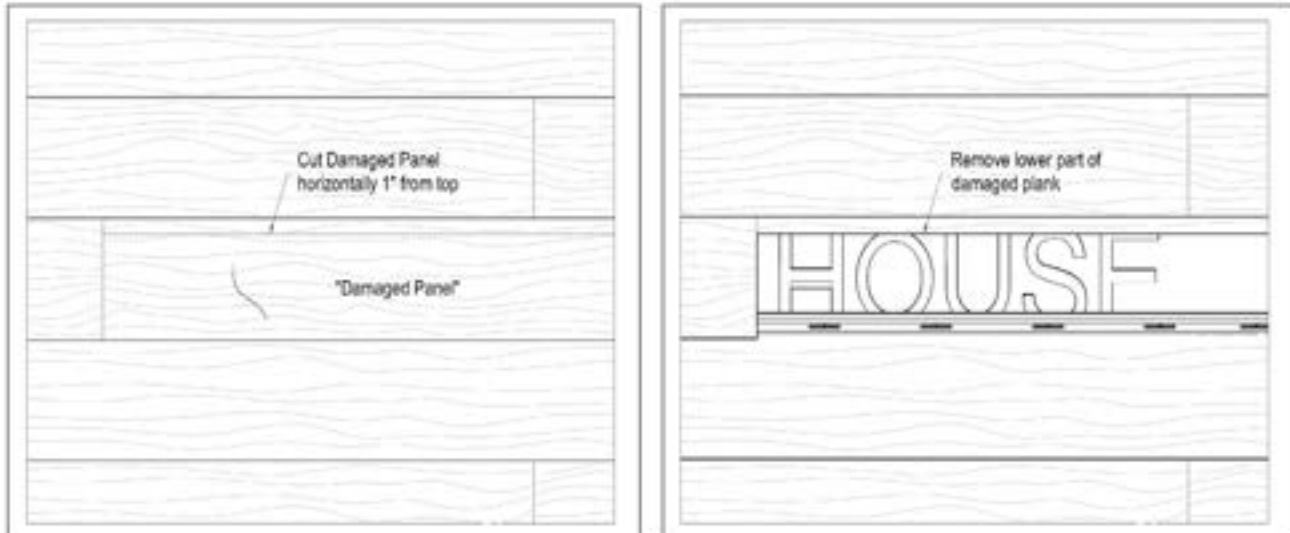 Cut Damaged Panel
horizontally 1" from top
"Damaged Panel"
Remove lower part of
damaged plank
HOUSE